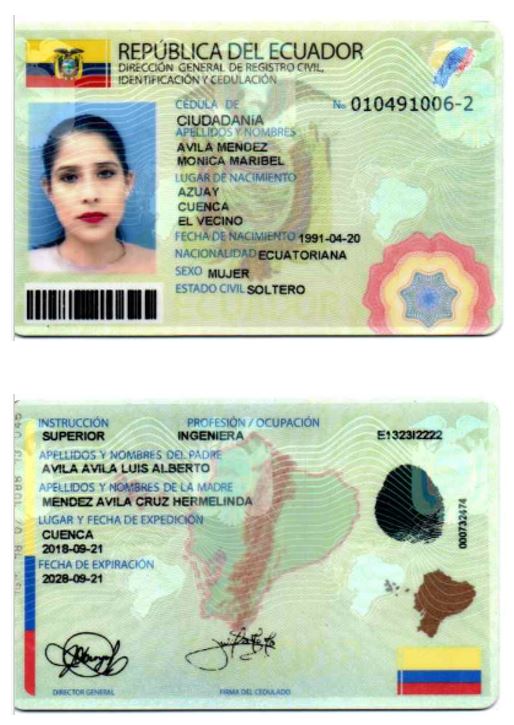 REPÚBLICA DEL ECUADOR
DIRECCIÓN GENERAL DE REGISTRO CIVIL,
IDENTIFICACIÓN Y CEDULACIÓN
CÉDULA DE No. 010491006-2
CIUDADANÍA
APELLIDOS Y NOMBRES
AVILA MENDEZ
MONICA MARIBEL
LUGAR DE NACIMIENTO
AZUAY
CUENCA
EL VECINO
FECHA DE NACIMIENTO 1991-04-20
NACIONALIDAD ECUATORIANA
SEXO MUJER
ESTADO CIVIL SOLTERO
ECUADOR
INSTRUCCIÓN PROFESIÓN / OCUPACIÓN
SUPERIOR INGENIERA E1323I2222
APELLIDOS Y NOMBRES DEL PADRE
AVILA AVILA LUIS ALBERTO
APELLIDOS Y NOMBRES DE LA MADRE
MENDEZ AVILA CRUZ HERMELINDA
LUGAR Y FECHA DE EXPEDICIÓN
CUENCA
2018-09-21
FECHA DE EXPIRACIÓN
2028-09-21
000732474
DIRECTOR GENERAL FIRMA DEL CEDULADO